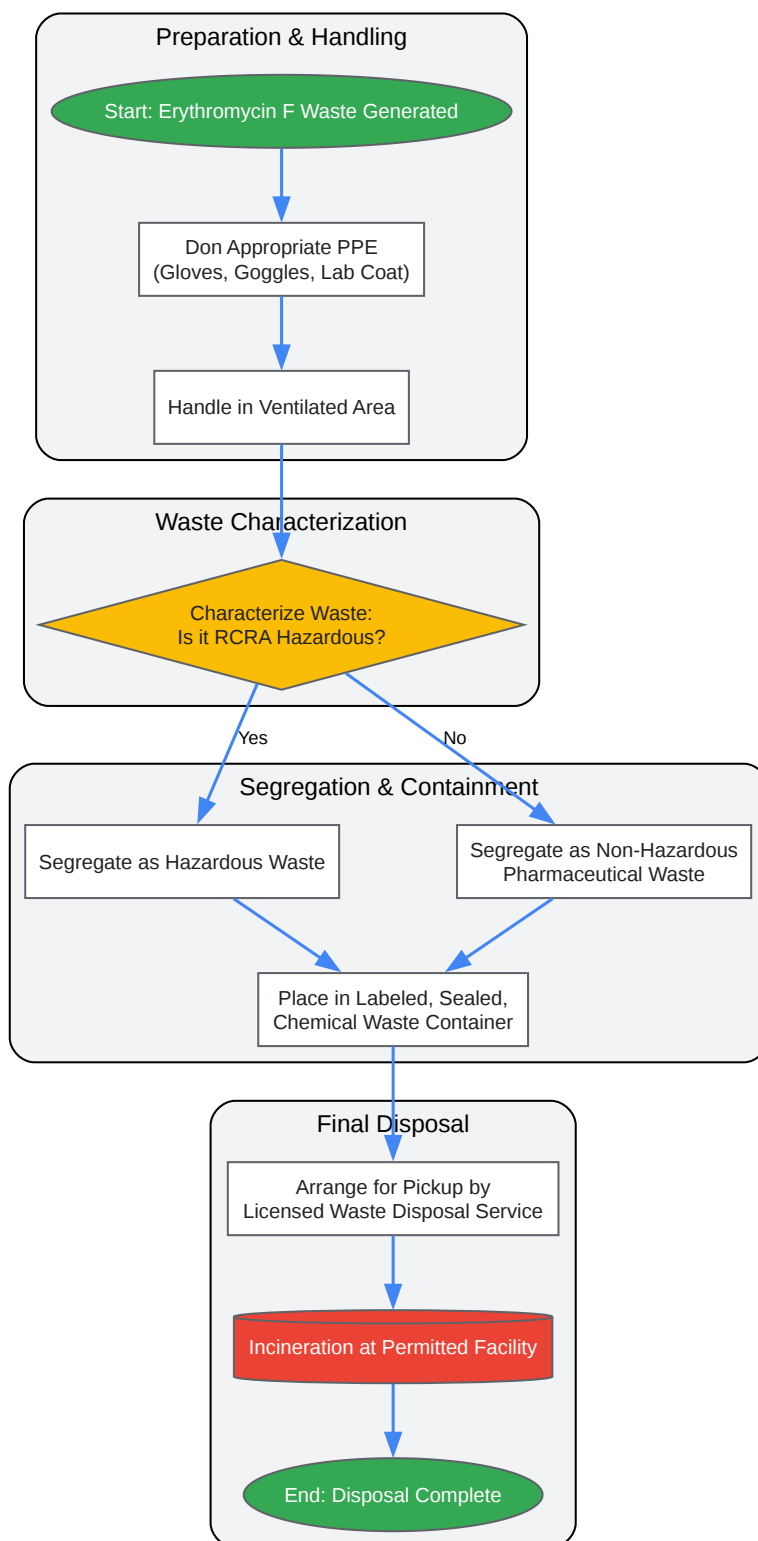 Preparation & Handling
Start: Erythromycin F Waste Generated
Don Appropriate PPE
(Gloves, Goggles, Lab Coat)
Handle in Ventilated Area
Waste Characterization
Characterize Waste:
Is it RCRA Hazardous?
Yes
No
Segregation & Containment
Segregate as Hazardous Waste
Segregate as Non-Hazardous
Pharmaceutical Waste
Place in Labeled, Sealed,
Chemical Waste Container
Final Disposal
Arrange for Pickup by
Licensed Waste Disposal Service
Incineration at Permitted Facility
End: Disposal Complete